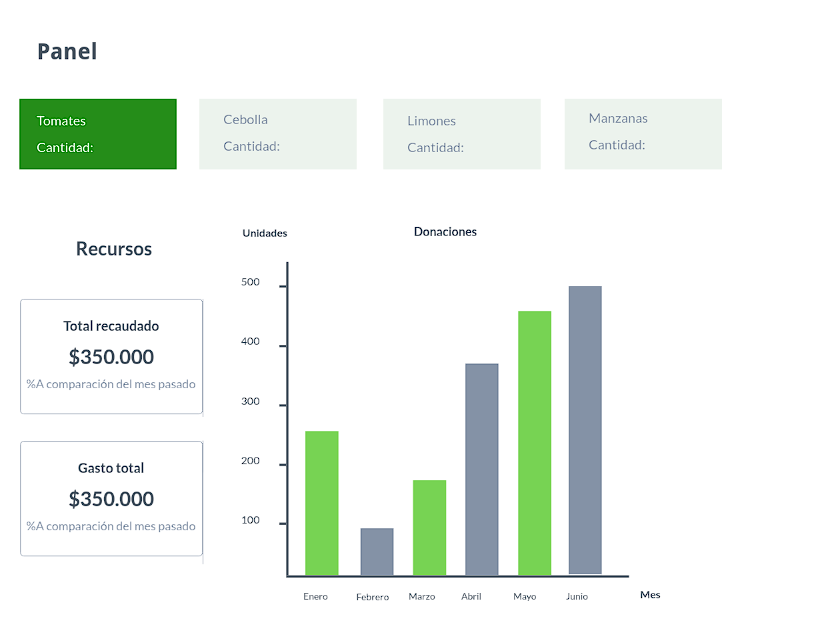 Panel
Tomates
Cantidad:
Cebolla
Cantidad:
Limones
Cantidad:
Manzanas
Cantidad:
Recursos
Total recaudado
$350.000
%A comparación del mes pasado
Gasto total
$350.000
%A comparación del mes pasado
Unidades
Donaciones
500
400
300
200
100
Enero
Febrero
Marzo
Abril
Mayo
Junio
Mes